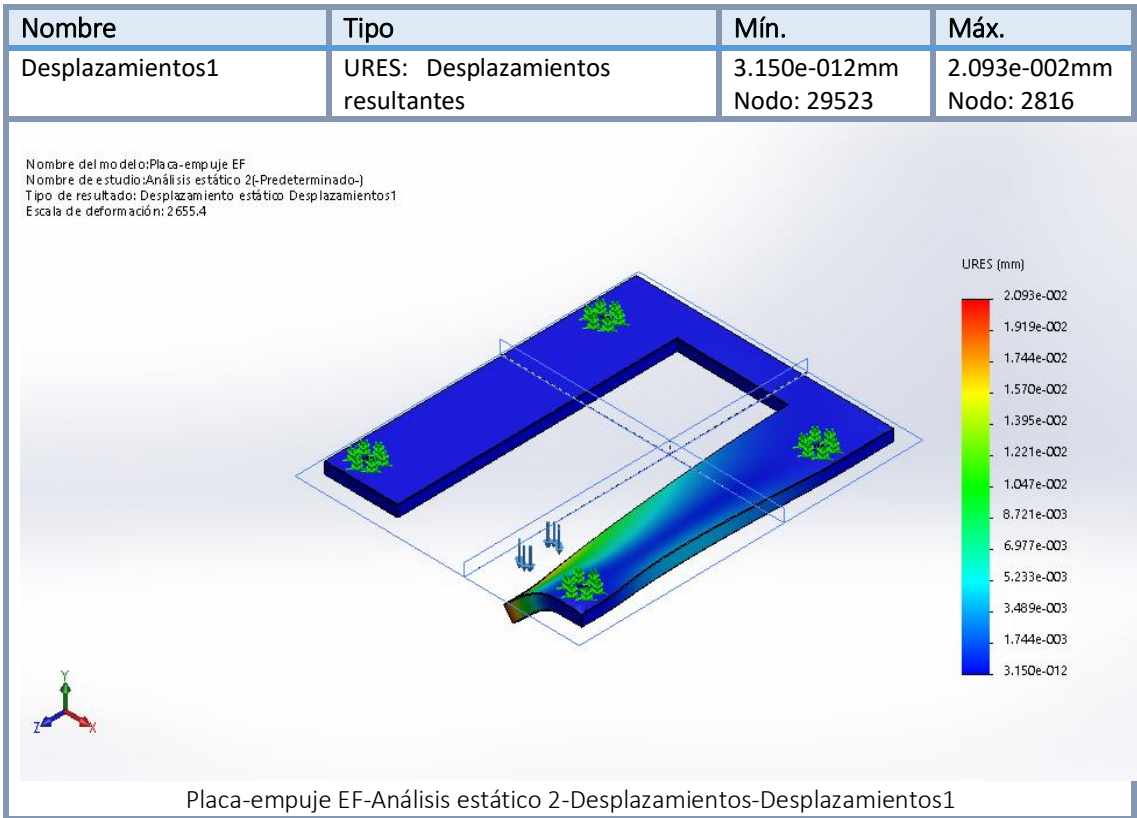 Nombre Tipo Mín. Máx.
Desplazamientos1 URES: Desplazamientos 3.150e-012mm 2.093e-002mm
resultantes Nodo: 29523 Nodo: 2816
Nombre del modelo:Placa-empuje EF
Nombre de estudio:Análisis estático 2(-Predeterminado-)
Tipo de resultado: Desplazamiento estático Desplazamientos1
Escala de deformación: 2655.4
URES (mm)
2.093e-002
1.919e-002
1.744e-002
1.570e-002
1.395e-002
1.221e-002
1.047e-002
8.721e-003
6.977e-003
5.233e-003
3.489e-003
1.744e-003
3.150e-012
Y
Z
X
Placa-empuje EF-Análisis estático 2-Desplazamientos-Desplazamientos1